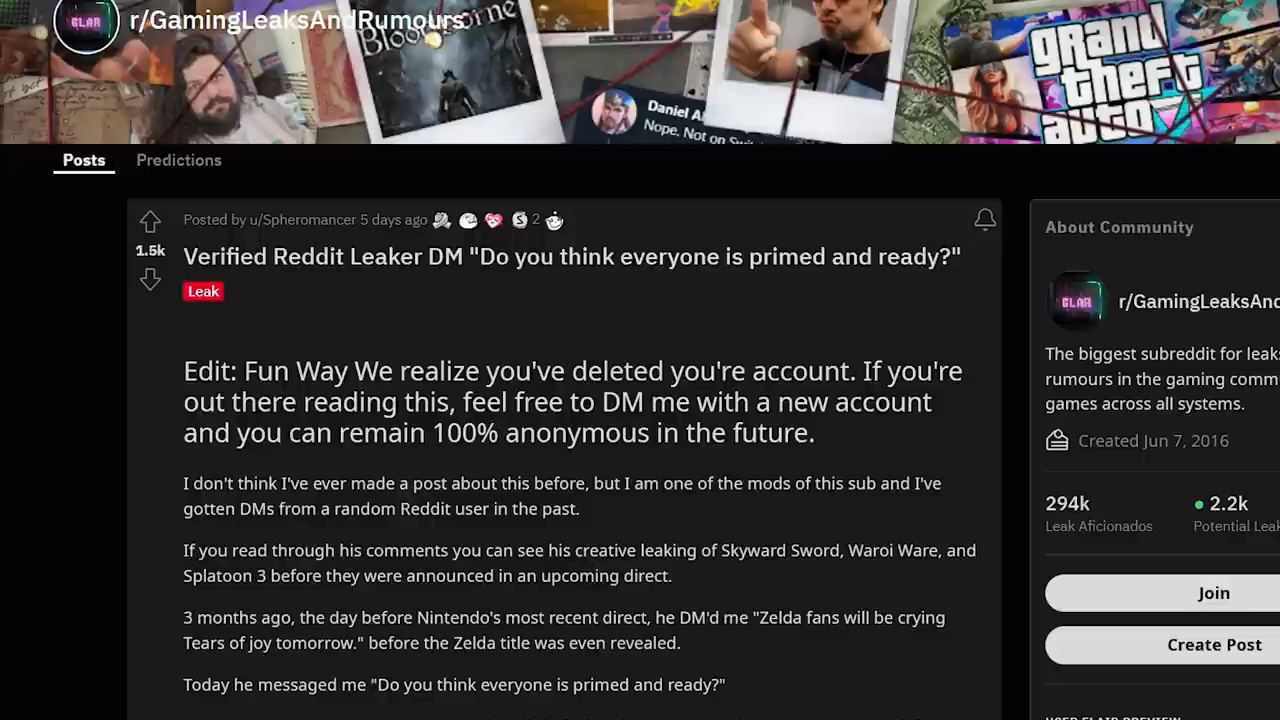 GLAR
r/GamingLeaksAndRumours
Bloodborne
Daniel A
Nope. Not on Swi
grand
theft
auto
Posts
Predictions
Posted by u/Spheromancer 5 days ago
2
1.5k
Verified Reddit Leaker DM "Do you think everyone is primed and ready?"
Leak
Edit: Fun Way We realize you've deleted you're account. If you're
out there reading this, feel free to DM me with a new account
and you can remain 100% anonymous in the future.
I don't think I've ever made a post about this before, but I am one of the mods of this sub and I've
gotten DMs from a random Reddit user in the past.
If you read through his comments you can see his creative leaking of Skyward Sword, Waroi Ware, and
Splatoon 3 before they were announced in an upcoming direct.
3 months ago, the day before Nintendo's most recent direct, he DM'd me "Zelda fans will be crying
Tears of joy tomorrow." before the Zelda title was even revealed.
Today he messaged me "Do you think everyone is primed and ready?"
About Community
GLAR
r/GamingLeaksAnd
The biggest subreddit for leak
rumours in the gaming comm
games across all systems.
Created Jun 7, 2016
294k
2.2k
Leak Aficionados
Potential Leak
Join
Create Post
USER FLAIR PREVIEW